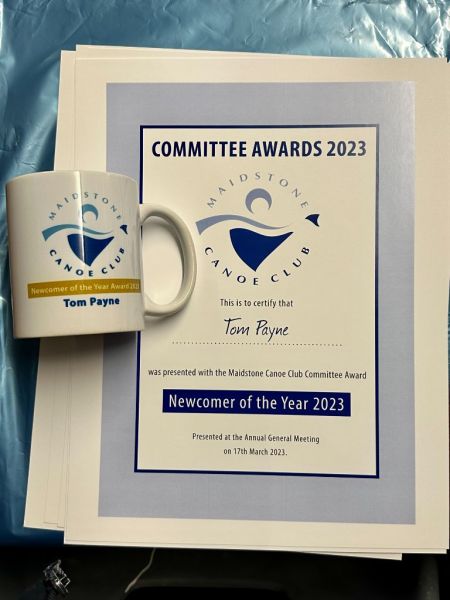 COMMITTEE AWARDS 2023
MAIDSTONE
CANOE CLUB
This is to certify that
Tom Payne
was presented with the Maidstone Canoe Club Committee Award
Newcomer of the Year 2023
Presented at the Annual General Meeting
on 17th March 2023.
MAIDSTONE
CANOE CLUB
Newcomer of the Year Award 2023
Tom Payne